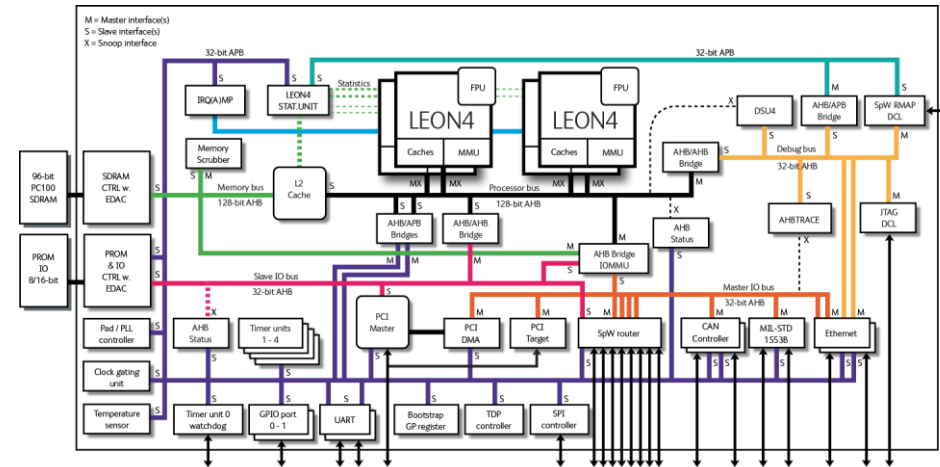 M = Master interface(s)
S = Slave interface(s)
X = Snoop interface
32-bit APB
32-bit APB
S
S
S
Statistics
S
M
S
IRQ(A)MP
LEON4
STAT.UNIT
FPU
LEON4
Caches
MMU
FPU
LEON4
Caches
MMU
X
DSU4
AHB/APB
Bridge
SpW RMAP
DCL
S
S
M
Debug bus
32-bit AHB
Memory
Scrubber
S
M
AHB/AHB
Bridge
S
M
96-bit
PC100
SDRAM
SDRAM
CTRL w.
EDAC
S
Memory bus
128-bit AHB
M
L2
Cache
S
MX
MX
MX
MX
Processor bus
128-bit AHB
S
S
S
M
X
S
M
AHB/APB
Bridges
AHB/AHB
Bridge
AHB
Status
AHBTRACE
JTAG
DCL
M
M
M
M
AHB Bridge
IOMMU
S
S
S
X
PROM
IO
8/16-bit
PROM
& IO
CTRL w.
EDAC
S
S
Slave IO bus
32-bit AHB
Master IO bus
32-bit AHB
X
S
M
M
S
M
M
M
M
Pad / PLL
controller
S
AHB
Status
Timer units
1 - 4
PCI
Master
PCI
DMA
PCI
Target
SpW router
CAN
Controller
MIL-STD
1553B
Ethernet
S
S
S
S
S
S
S
S
Clock gating
unit
S
S
S
S
S
S
S
Temperature
sensor
S
Timer unit 0
watchdog
GPIO port
0 - 1
UART
Bootstrap
GP register
TDP
controller
SPI
controller